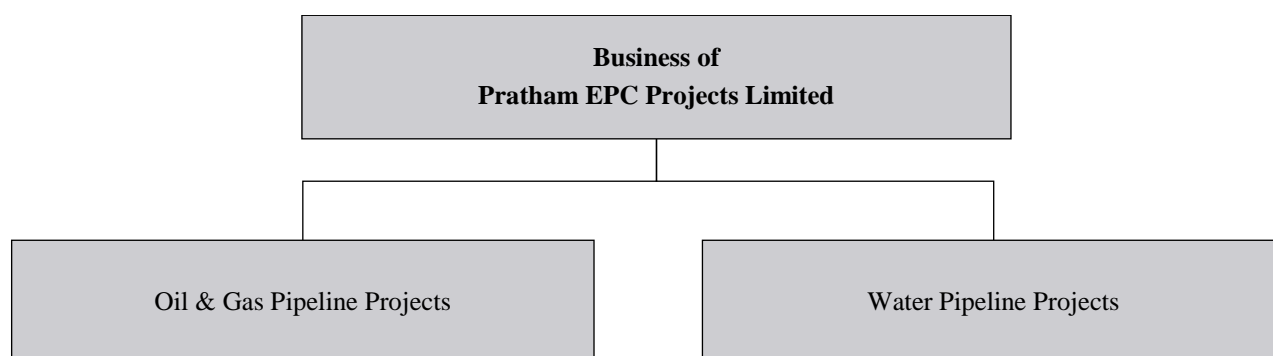 Business of
Pratham EPC Projects Limited
Oil & Gas Pipeline Projects
Water Pipeline Projects